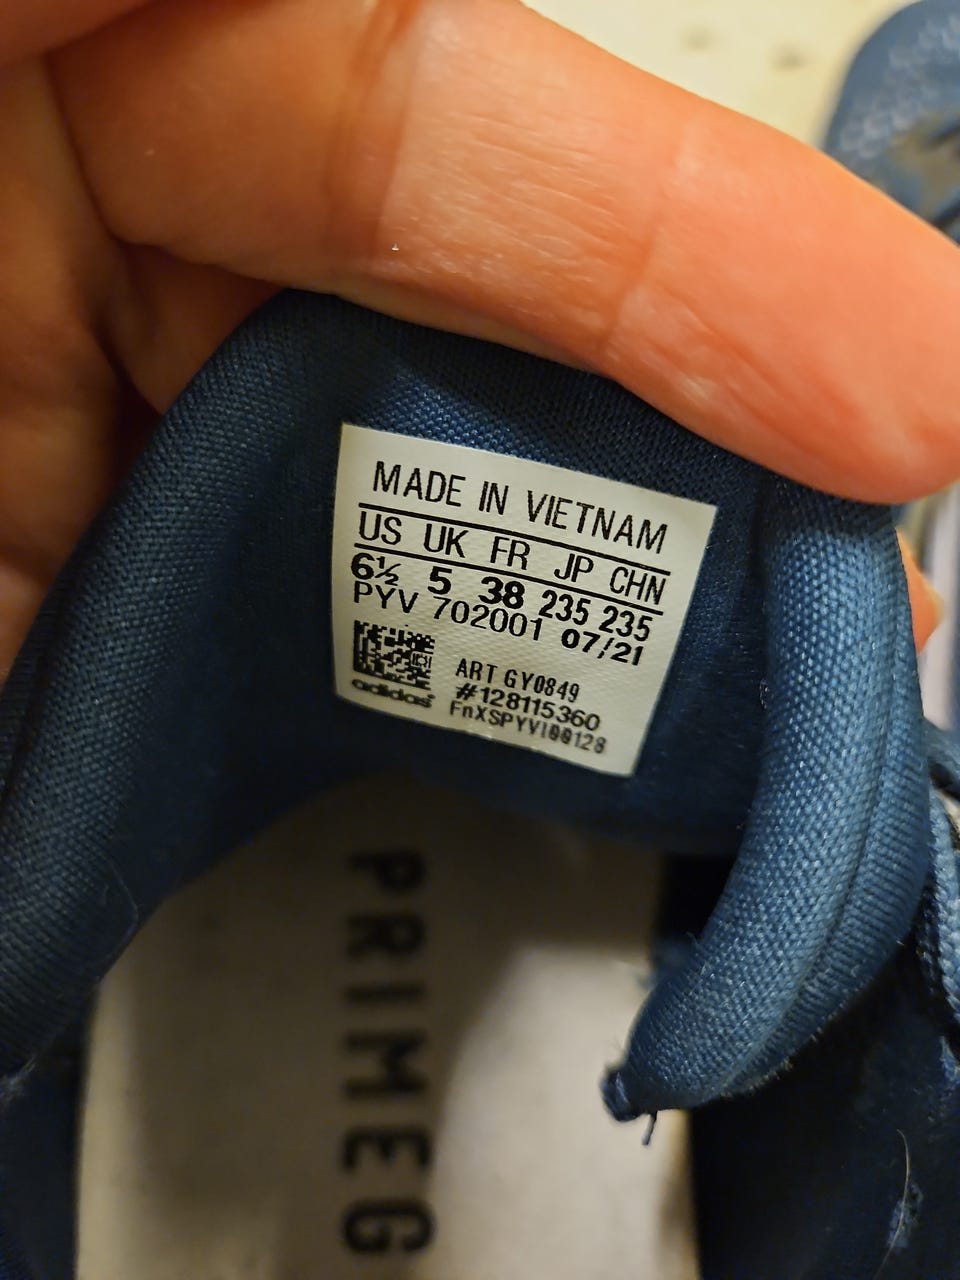 MADE IN VIETNAM
US UK FR JP CHN
6½ 5 38 235 235
PYV 702001 07/21
ART GY0849
#128115360
FnXSPYVI00128
adidas
PRIMEG